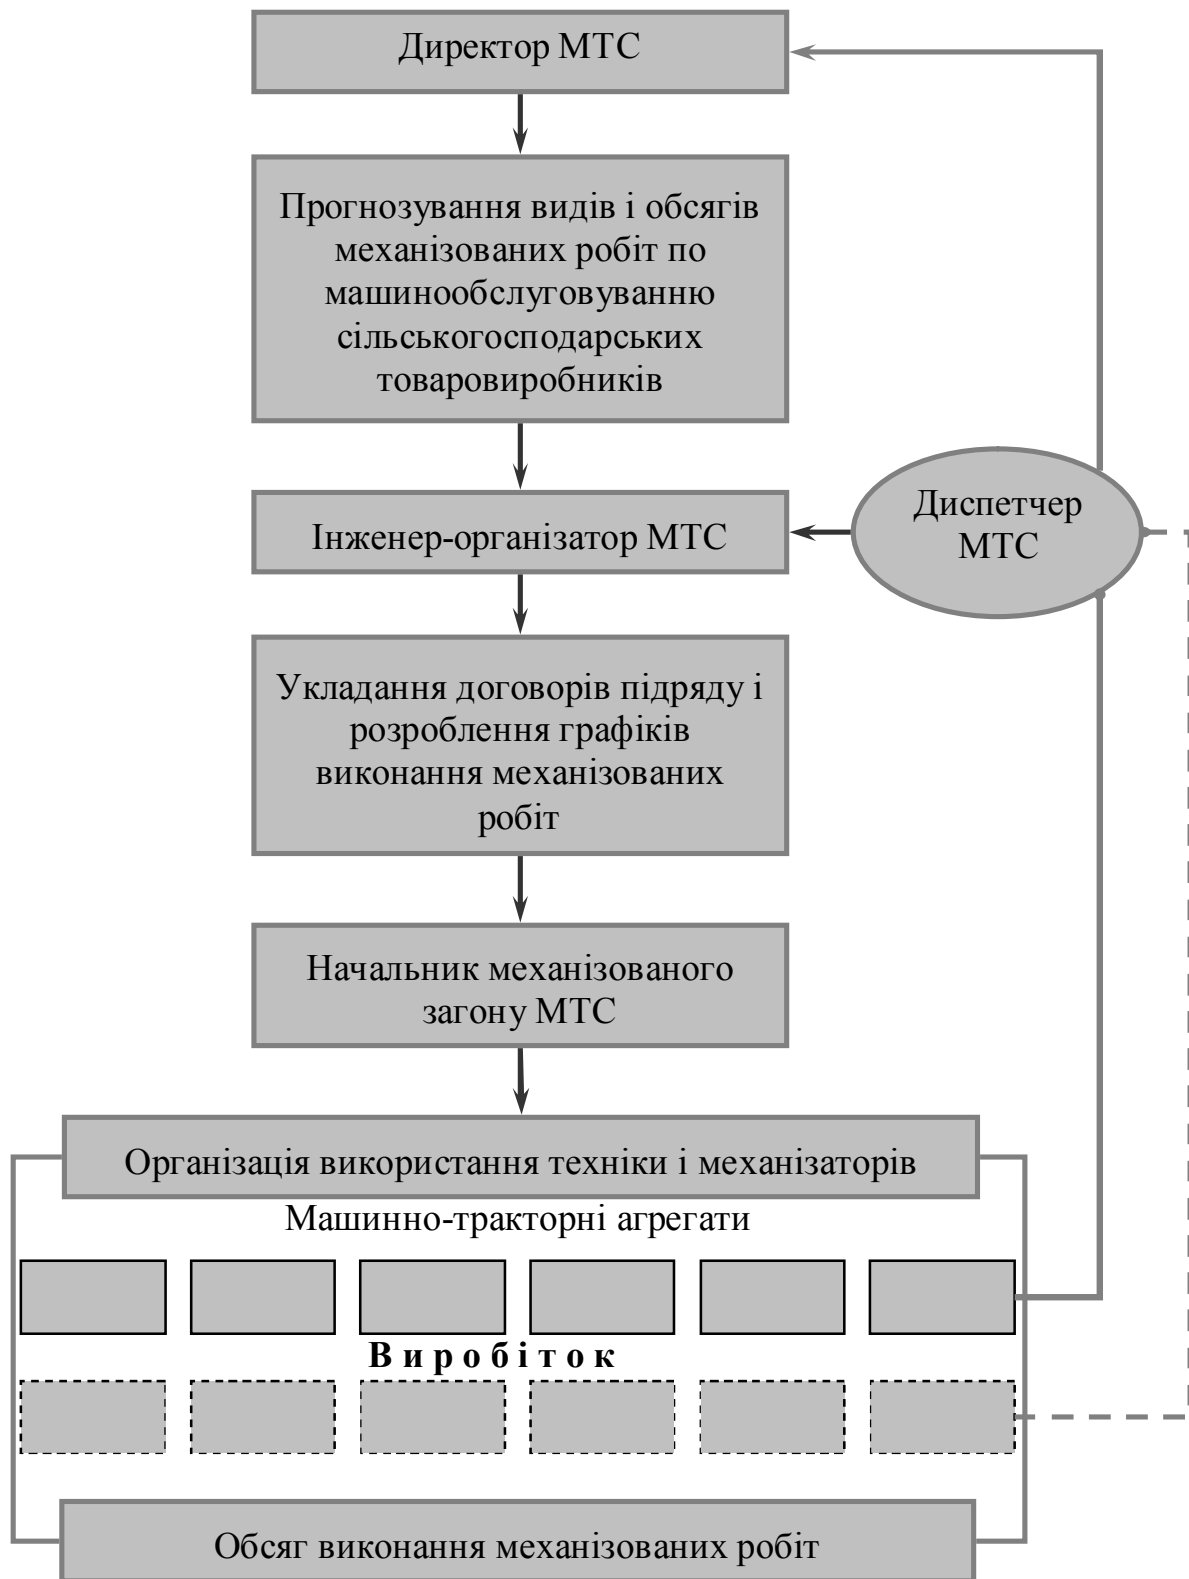 Директор МТС
Прогнозування видів і обсягів
механізованих робіт по
машинообслуговуванню
сільськогосподарських
товаровиробників
Інженер-організатор МТС
Диспетчер
МТС
Укладання договорів підряду і
розроблення графіків
виконання механізованих
робіт
Начальник механізованого
загону МТС
Організація використання техніки і механізаторів
Машинно-тракторні агрегати
В и р о б і т о к
Обсяг виконання механізованих робіт